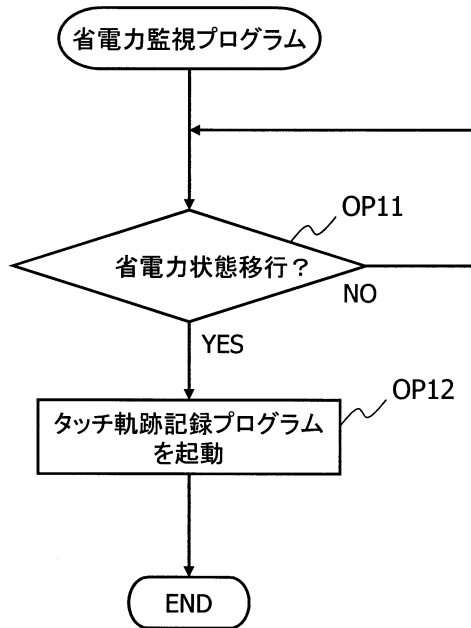 省電力監視プログラム
OP11
省電力状態移行？
NO
YES
OP12
タッチ軌跡記録プログラム
を起動
END